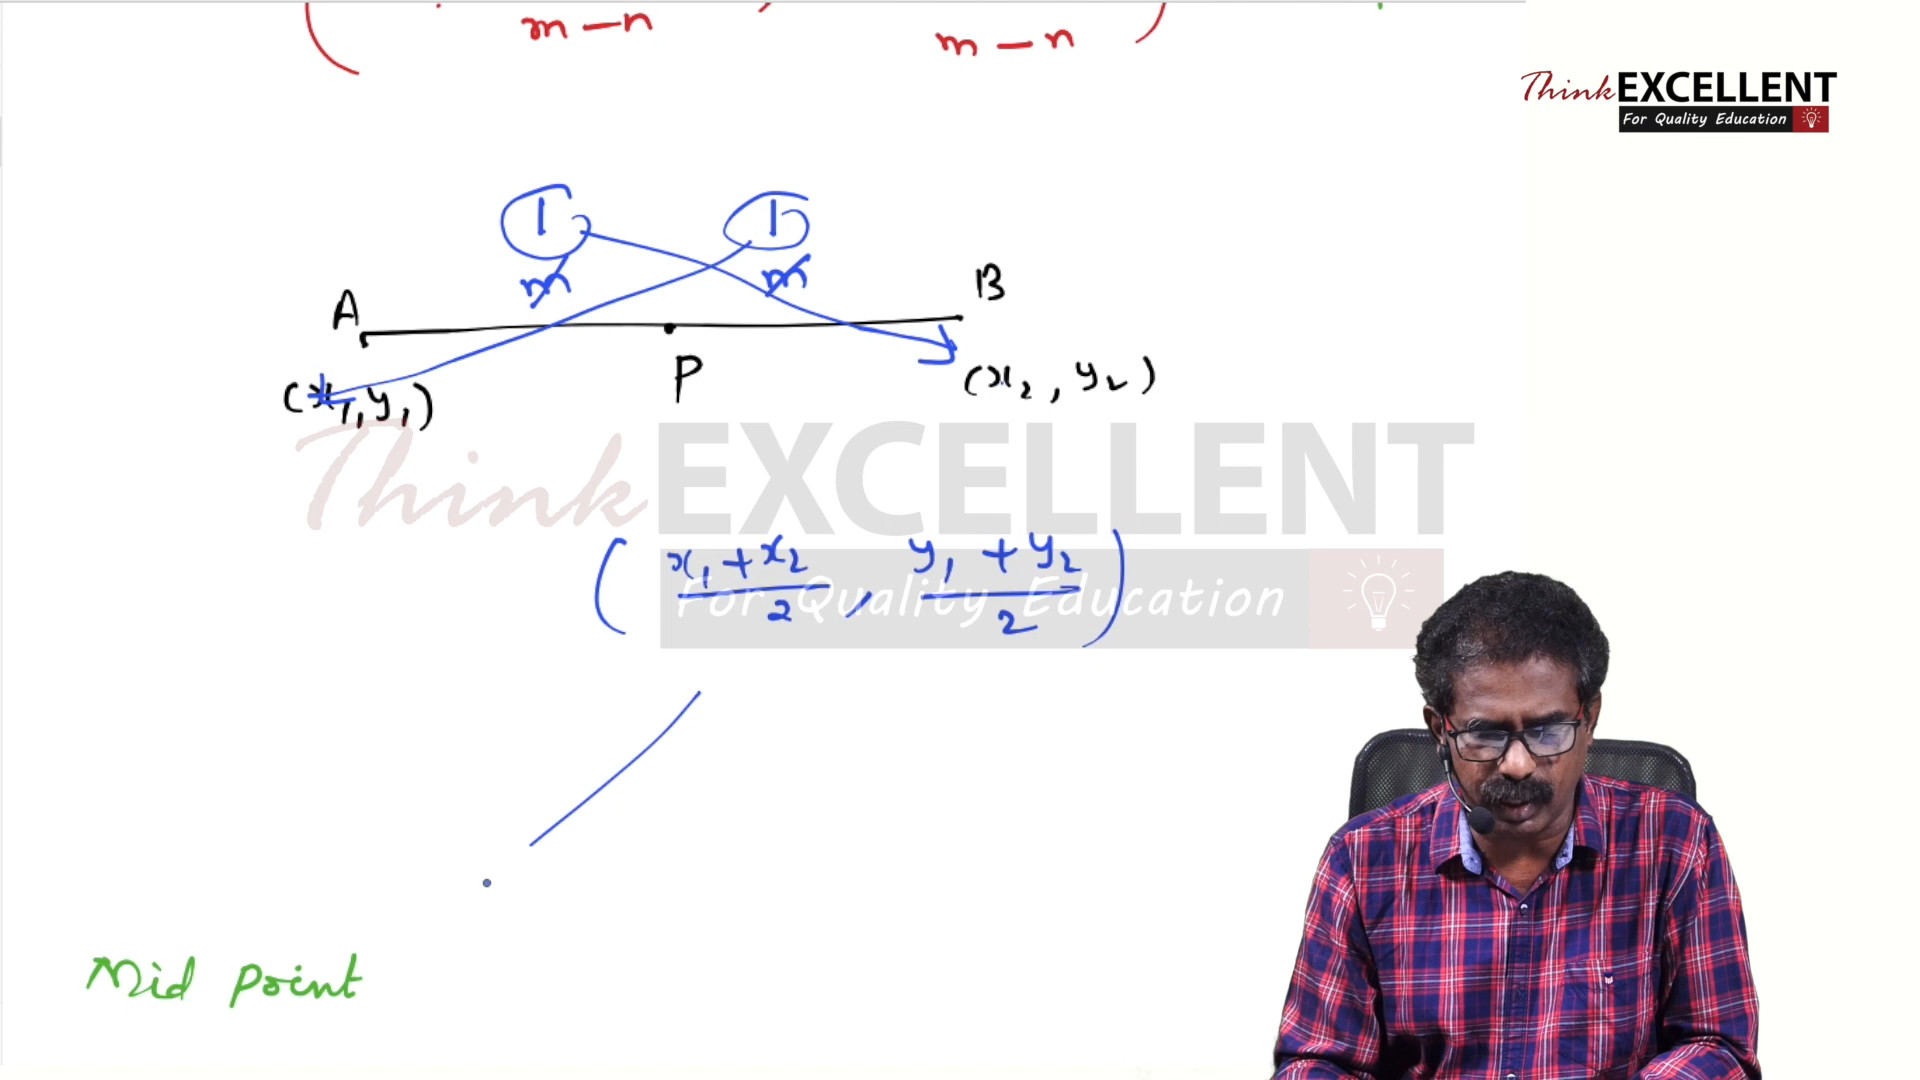 m – n
m – n
Think EXCELLENT
For Quality Education
1 1
m m
A B
P
(x₁, y₁) (x₂, y₂)
Think EXCELLENT
( x₁ + x₂ / 2 , y₁ + y₂ / 2 )
For Quality Education
Mid point